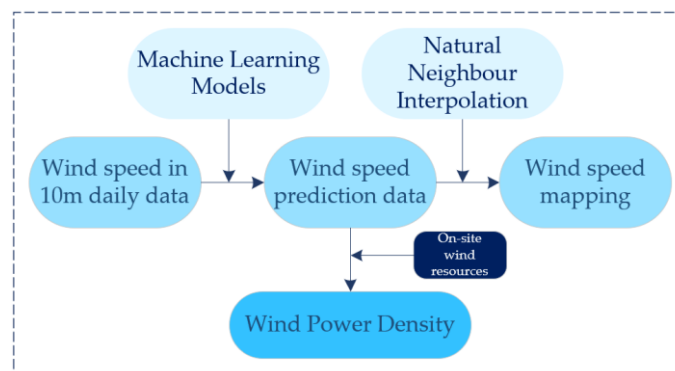 Machine Learning
Models
Natural
Neighbour
Interpolation
Wind speed in
10m daily data
Wind speed
prediction data
Wind speed
mapping
On-site
wind
resources
Wind Power Density